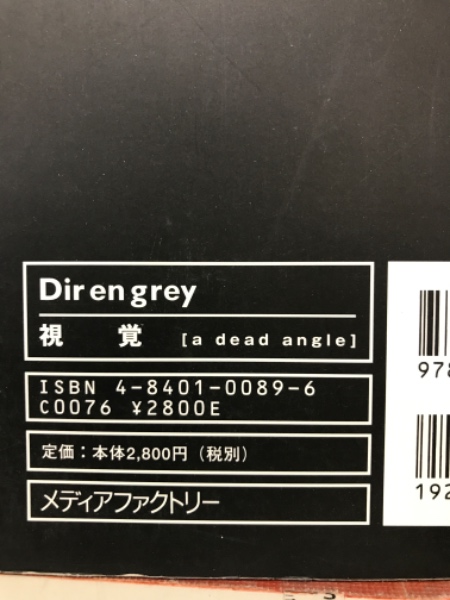 Dir en grey
視 覚 [a dead angle]
ISBN 4-8401-0089-6
C0076 ¥2800E
定価：本体2,800円（税別）
メディアファクトリー
978
192